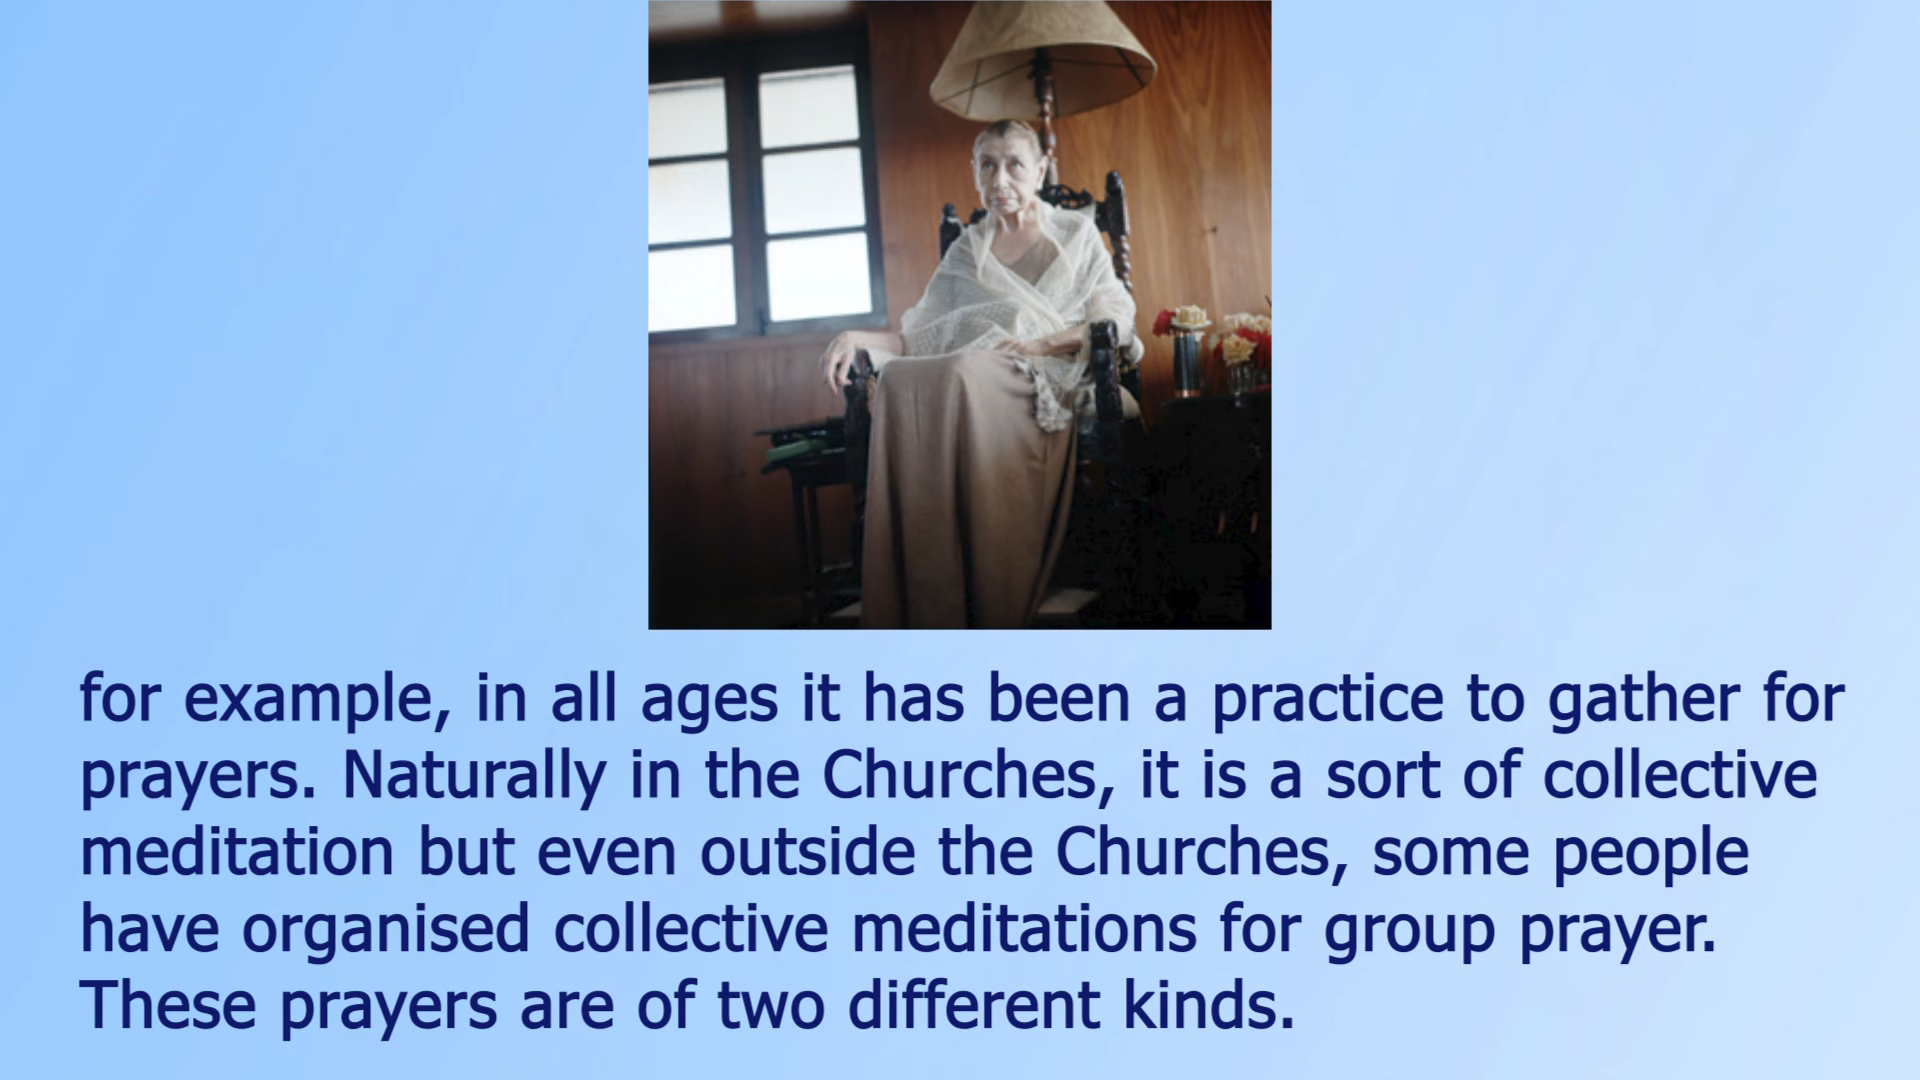 for example, in all ages it has been a practice to gather for
prayers. Naturally in the Churches, it is a sort of collective
meditation but even outside the Churches, some people
have organised collective meditations for group prayer.
These prayers are of two different kinds.